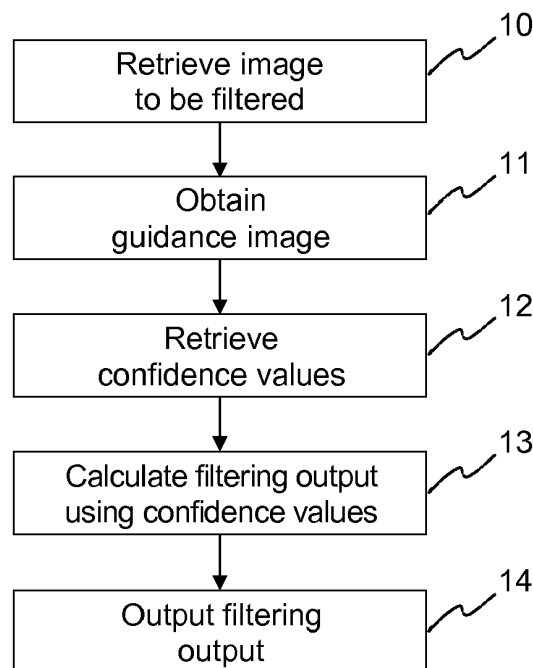 10
Retrieve image
to be filtered
11
Obtain
guidance image
12
Retrieve
confidence values
13
Calculate filtering output
using confidence values
14
Output filtering
output